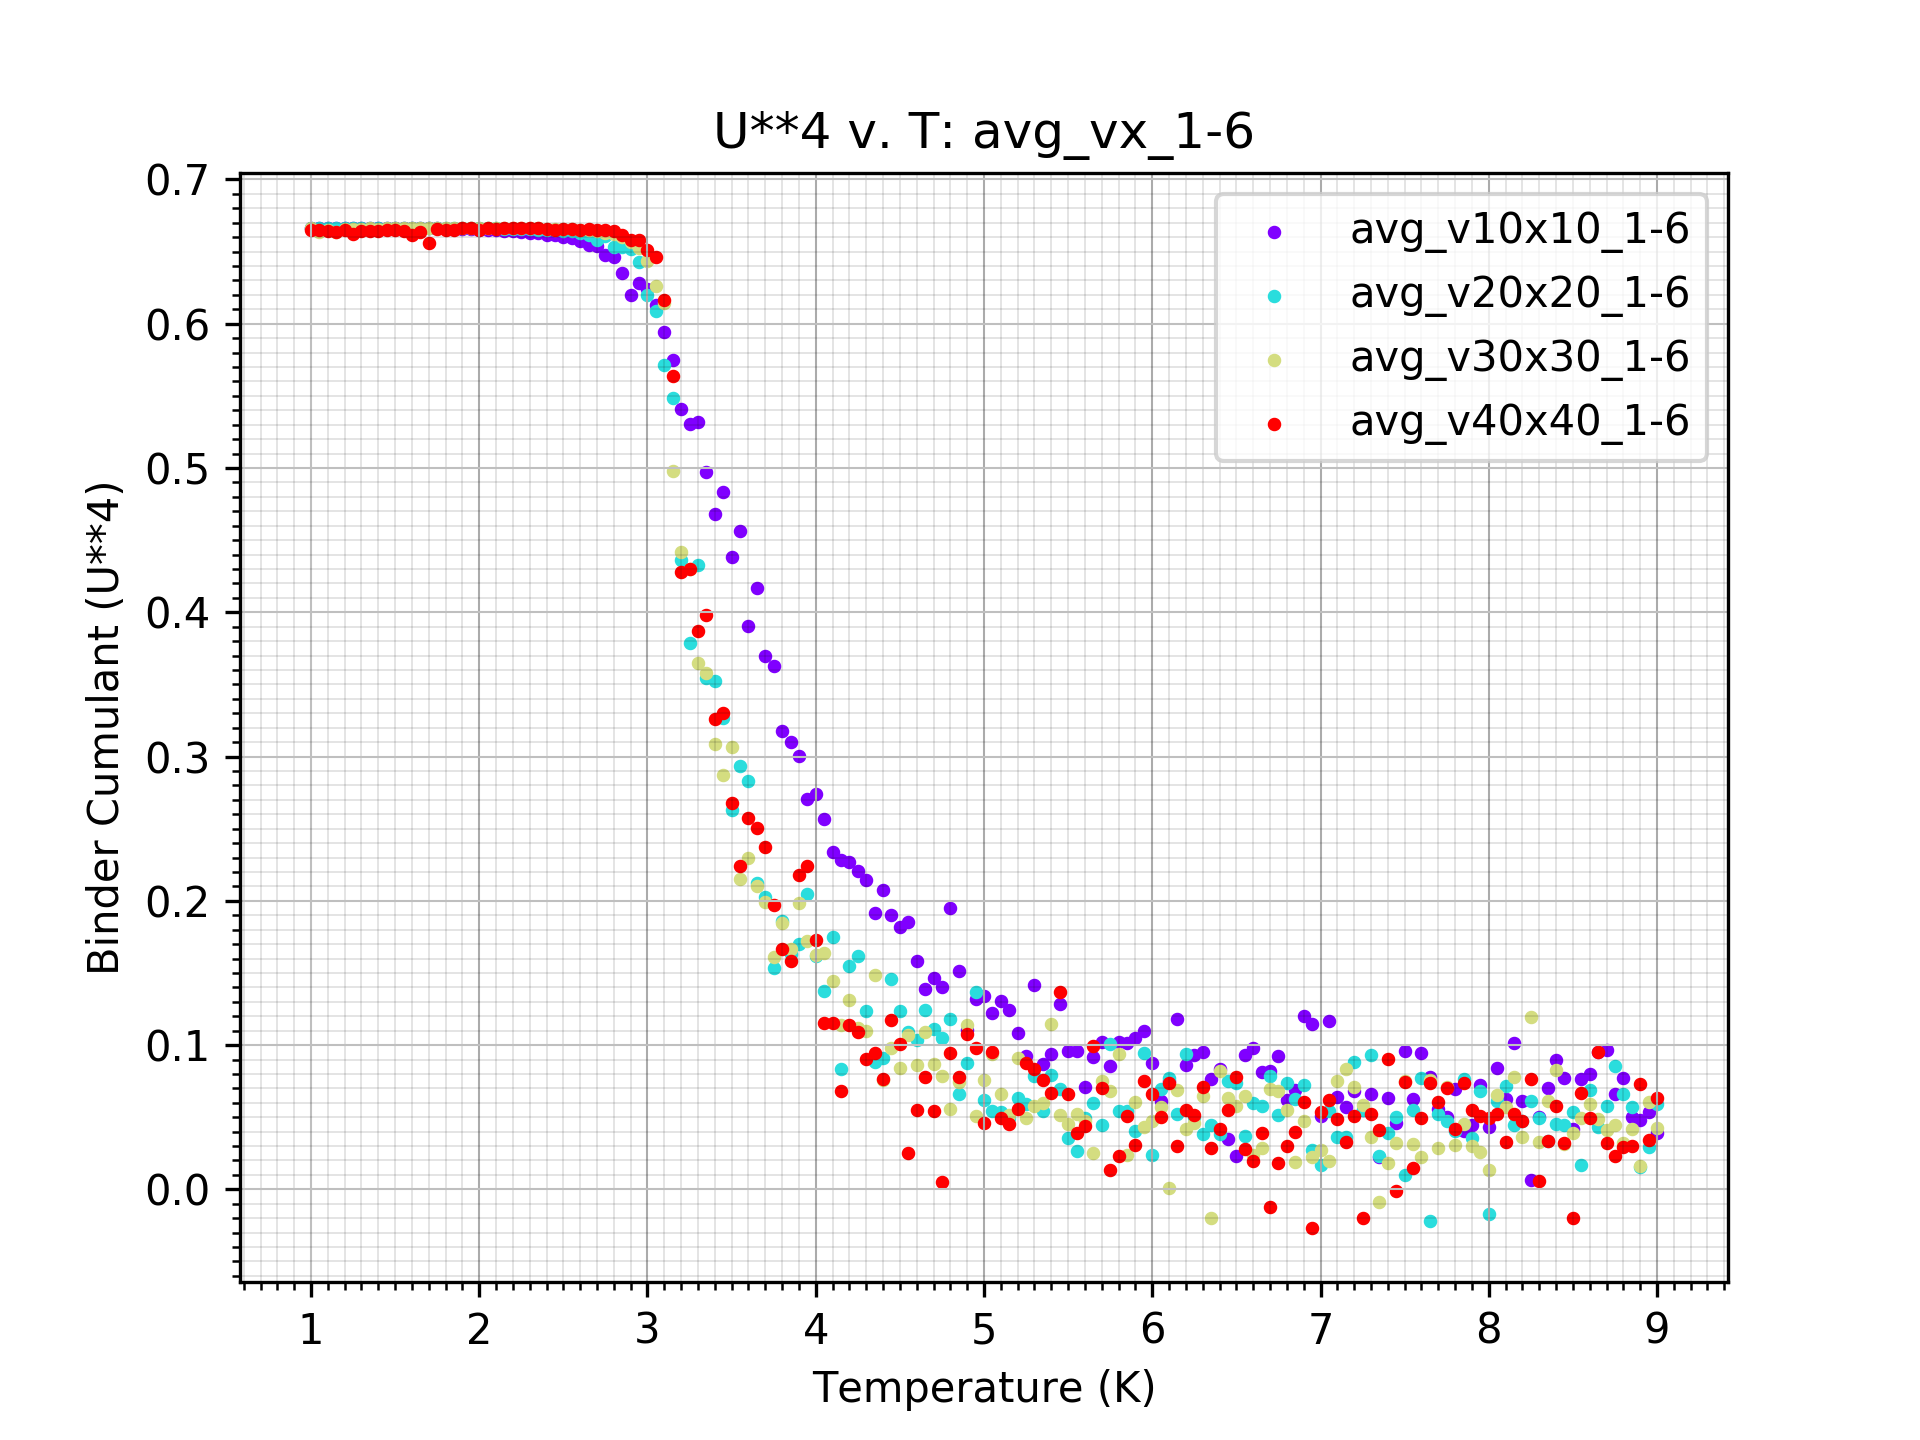 U**4 v. T: avg_vx_1-6
avg_v10x10_1-6
avg_v20x20_1-6
avg_v30x30_1-6
avg_v40x40_1-6
Binder Cumulant (U**4)
0.7
0.6
0.5
0.4
0.3
0.2
0.1
0.0
1 2 3 4 5 6 7 8 9
Temperature (K)